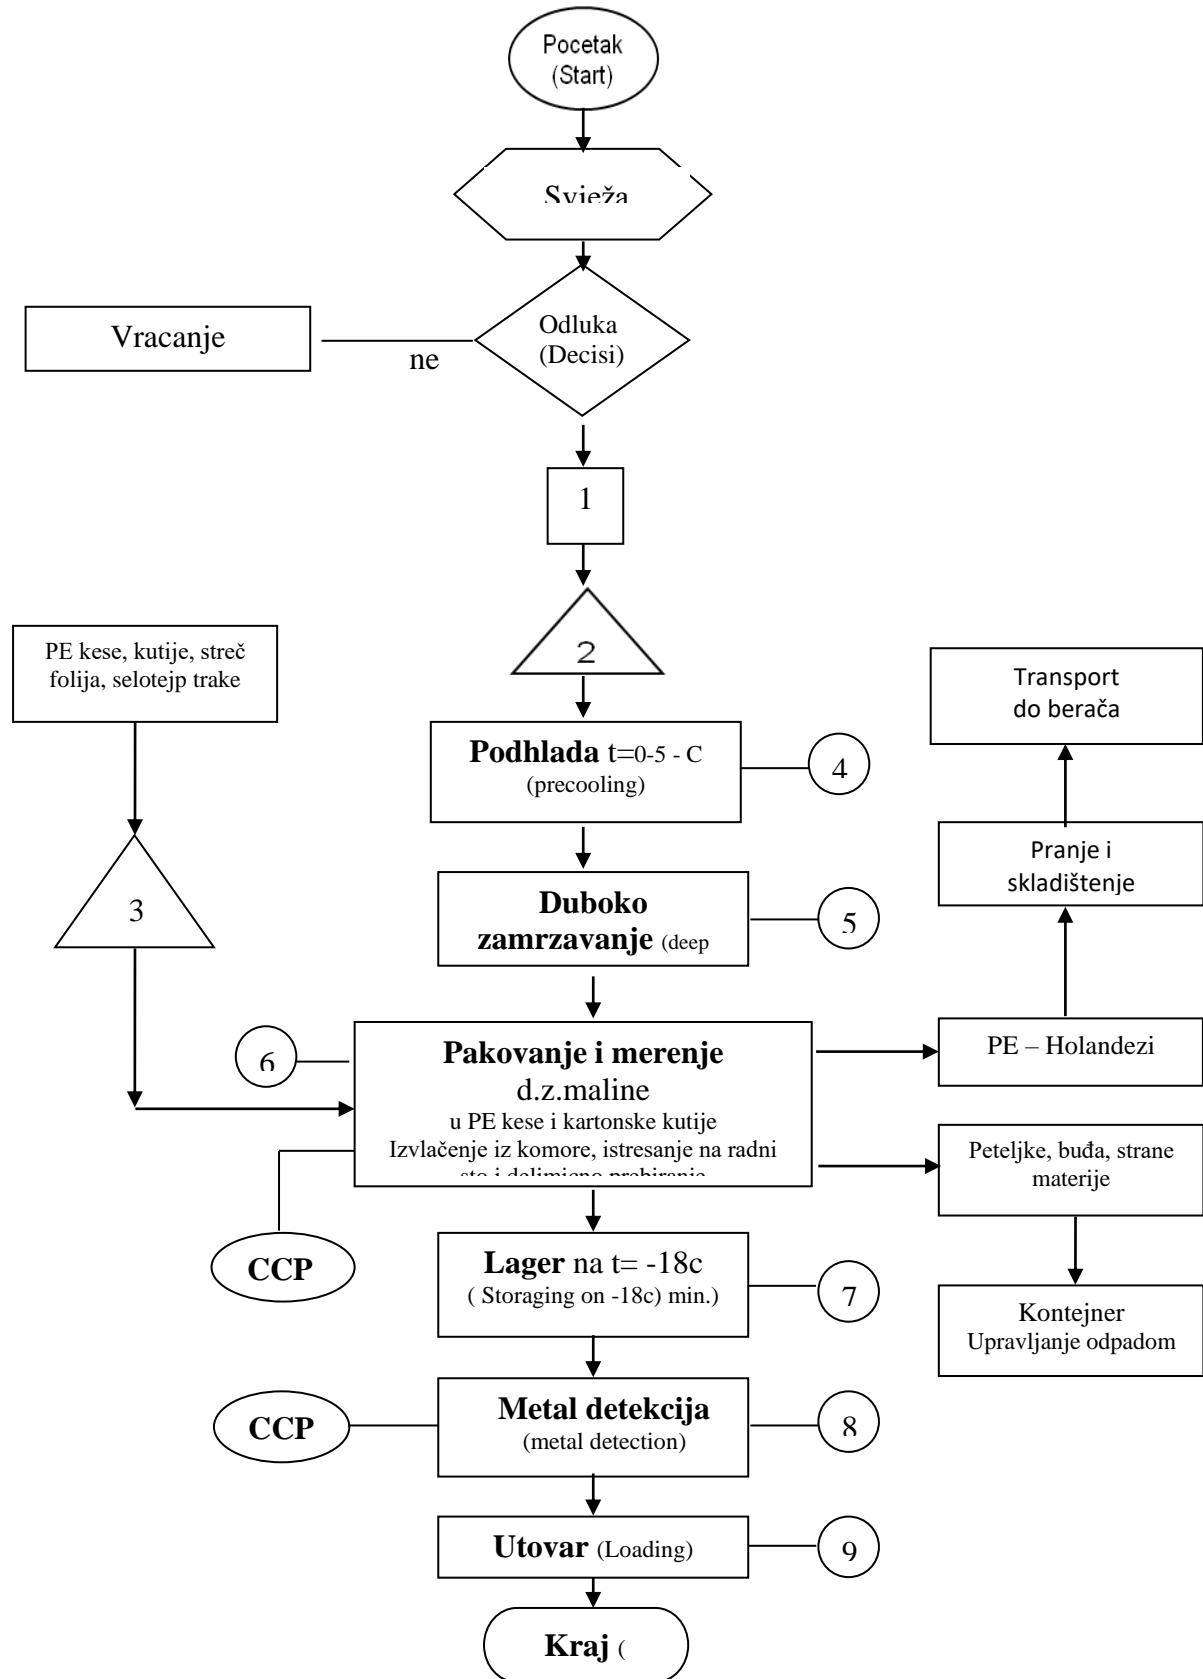 Pocetak
(Start)
Svježa
Odluka
(Decisi)
Vracanje
ne
1
2
PE kese, kutije, streč
folija, selotejp trake
3
Podhlada t=0-5 - C
(precooling)
4
Duboko
zamrzavanje (deep
5
Pakovanje i merenje
d.z.maline
u PE kese i kartonske kutije
Izvlačenje iz komore, istresanje na radni
sto i delimicno prebiranje
6
CCP
PE – Holandezi
Pranje i
skladištenje
Transport
do berača
Peteljke, buđa, strane
materije
Kontejner
Upravljanje odpadom
Lager na t= -18c
( Storaging on -18c) min.)
7
Metal detekcija
(metal detection)
CCP
8
Utovar (Loading)
9
Kraj (